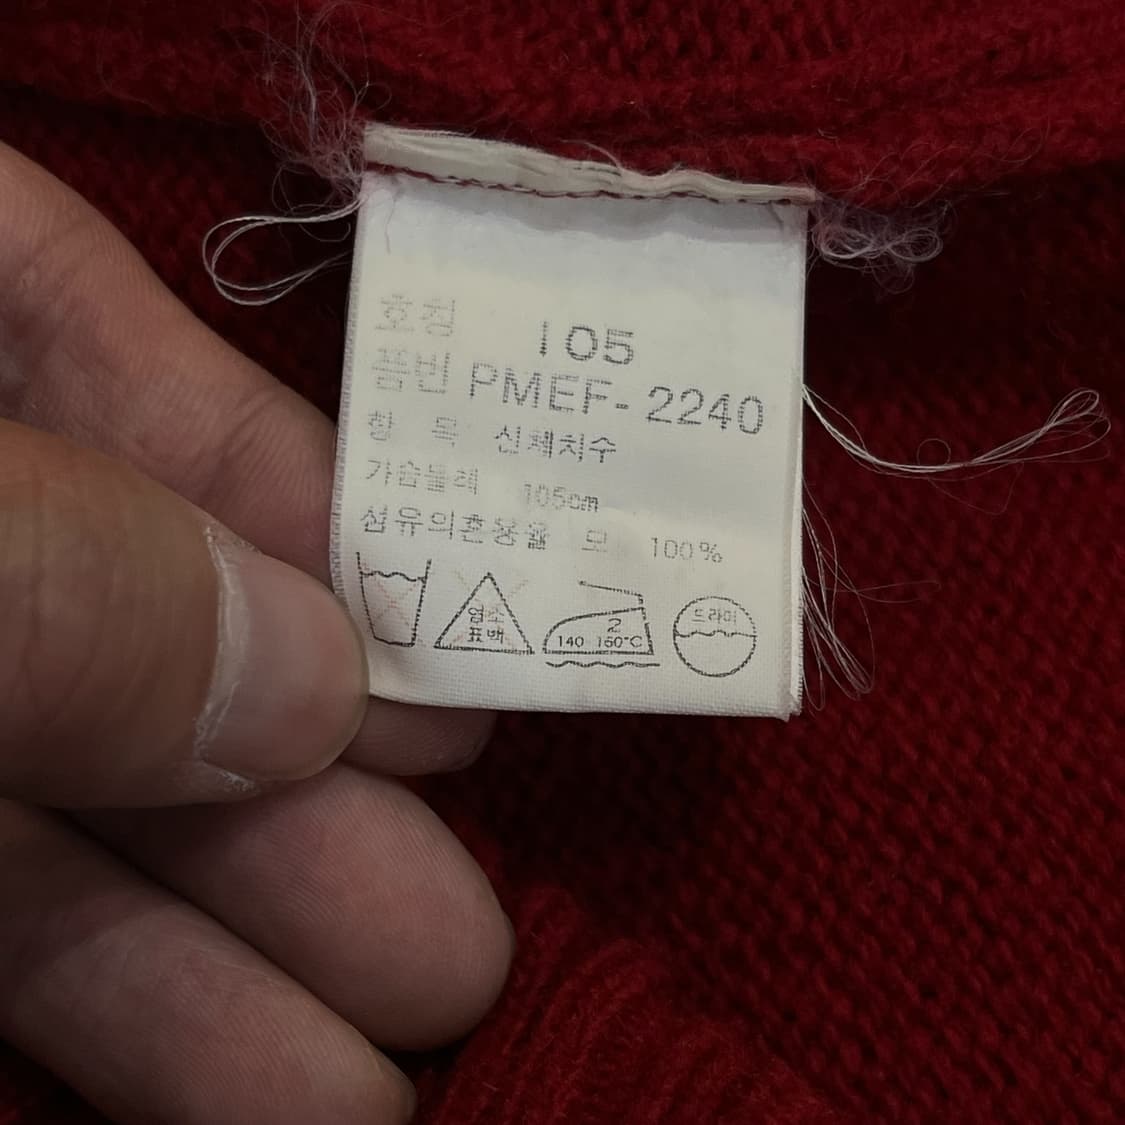 호칭 105
품번 PMEF-2240
항 목 신체치수
가슴둘레 105cm
섬유의혼용율 모 100%
염소
표백
2
140 160°C
드라이